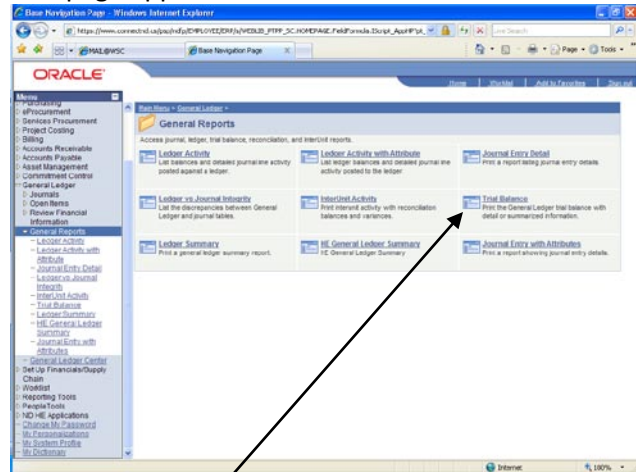 Base Navigation Page - Windows Internet Explorer
Live Search
MAL@WSC
Base Navigation Page
Page
Tools
ORACLE
Home
Worklist
Add to Favorites
Sign out
Menu
Purchasing
eProcurement
Services Procurement
Project Costing
Billing
Accounts Receivable
Accounts Payable
Asset Management
Commitment Control
General Ledger
Journals
Open Items
Review Financial
Information
General Reports
Ledger Activity
Ledger Activity with
Attribute
Journal Entry Detail
Ledger vs Journal
Integrity
InterUnit Activity
Trial Balance
Ledger Summary
HE General Ledger
Summary
Journal Entry with
Attributes
General Ledger Center
Set Up Financials/Supply
Chain
Worklist
Reporting Tools
PeopleTools
ND HE Applications
Change My Password
My Personalizations
My System Profile
My Dictionary
Main Menu > General Ledger >
General Reports
Access journal, ledger, trial balance, reconciliation, and InterUnit reports.
Ledger Activity
List balances and detailed journal line activity
posted against a ledger.
Ledger Activity with Attribute
List ledger balances and detailed journal line
activity posted to the ledger.
Journal Entry Detail
Print a report listing journal entry details.
Ledger vs Journal Integrity
List the discrepancies between General
Ledger and journal tables.
InterUnit Activity
Print interunit activity with reconciliation
balances and variances.
Trial Balance
Print the General Ledger trial balance with
detail or summarized information.
Ledger Summary
Print a general ledger summary report.
HE General Ledger Summary
HE General Ledger Summary
Journal Entry with Attributes
Print a report showing journal entry details.
Internet
100%